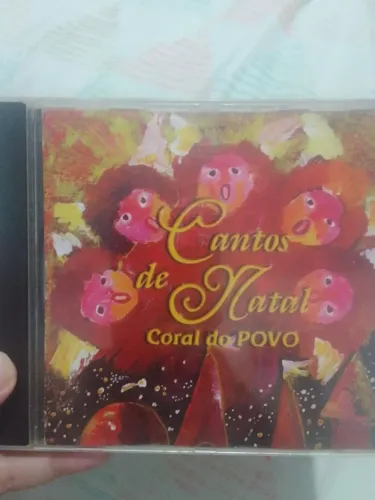 Cantos
de Natal
Coral do POVO